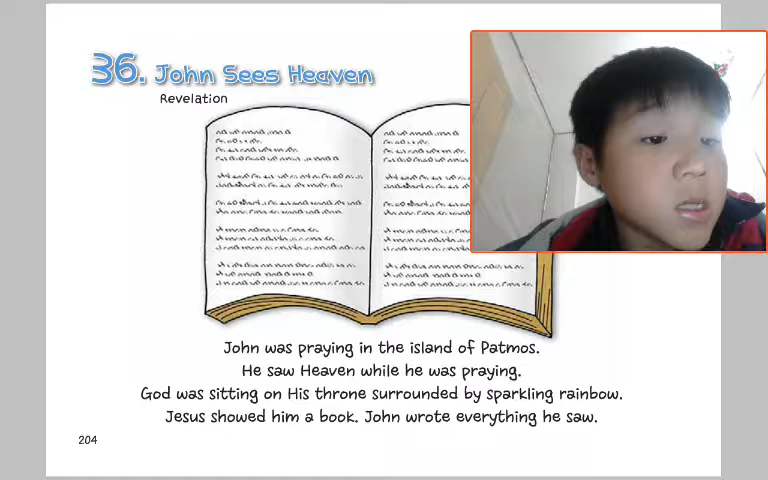 36. John Sees Heaven
Revelation
John was praying in the island of Patmos.
He saw Heaven while he was praying.
God was sitting on His throne surrounded by sparkling rainbow.
Jesus showed him a book. John wrote everything he saw.
204